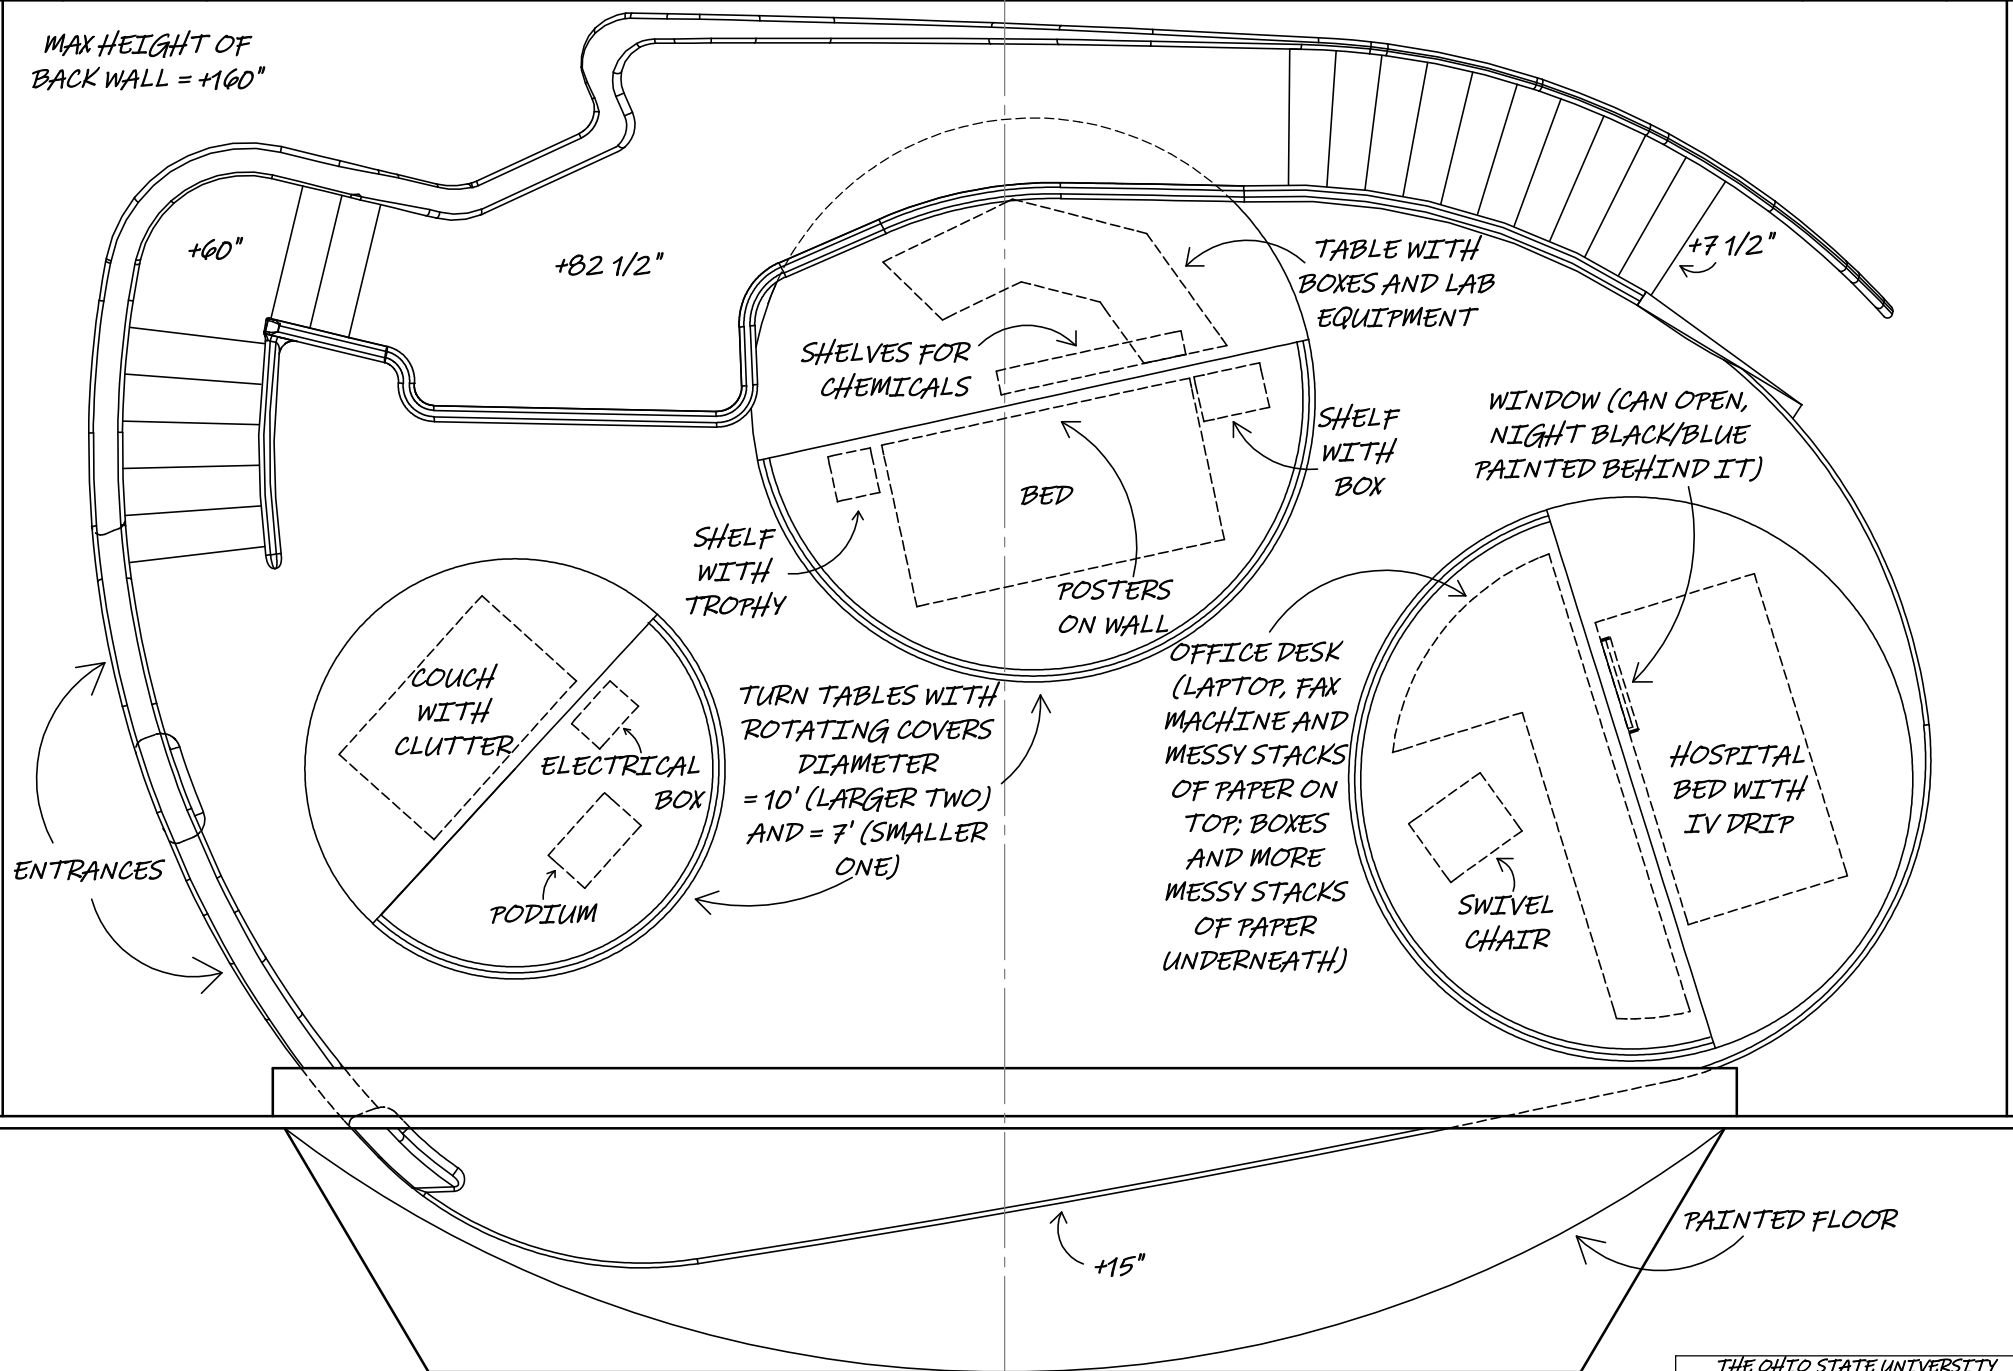 MAX HEIGHT OF
BACK WALL = +160"
+60"
+82 1/2"
+7 1/2"
TABLE WITH
BOXES AND LAB
EQUIPMENT
SHELVES FOR
CHEMICALS
SHELF
WITH
BOX
WINDOW (CAN OPEN,
NIGHT BLACK/BLUE
PAINTED BEHIND IT)
BED
SHELF
WITH
TROPHY
POSTERS
ON WALL
COUCH
WITH
CLUTTER
ELECTRICAL
BOX
PODIUM
TURN TABLES WITH
ROTATING COVERS
DIAMETER
= 10' (LARGER TWO)
AND = 7' (SMALLER
ONE)
OFFICE DESK
(LAPTOP, FAX
MACHINE AND
MESSY STACKS
OF PAPER ON
TOP; BOXES
AND MORE
MESSY STACKS
OF PAPER
UNDERNEATH)
SWIVEL
CHAIR
HOSPITAL
BED WITH
IV DRIP
ENTRANCES
PAINTED FLOOR
+15"
THE OHIO STATE UNIVERSITY